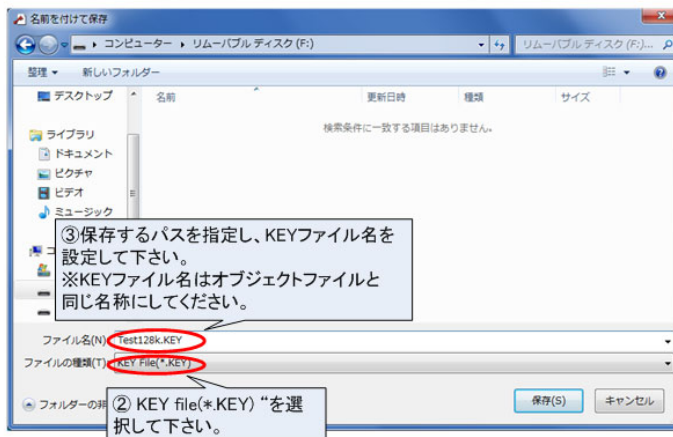 名前を付けて保存
コンピューター ▸ リムーバブル ディスク (F:)
リムーバブル ディスク (F:)...
整理
新しいフォルダー
デスクトップ
名前
更新日時
種類
サイズ
検索条件に一致する項目はありません。
ライブラリ
ドキュメント
ピクチャ
ビデオ
ミュージック
③保存するパスを指定し、KEYファイル名を
設定して下さい。
※KEYファイル名はオブジェクトファイルと
同じ名称にしてください。
ファイル名(N):
Test128k.KEY
ファイルの種類(T):
KEY File(*.KEY)
フォルダーの非
② KEY file(*.KEY) “を選
択して下さい。
保存(S)
キャンセル